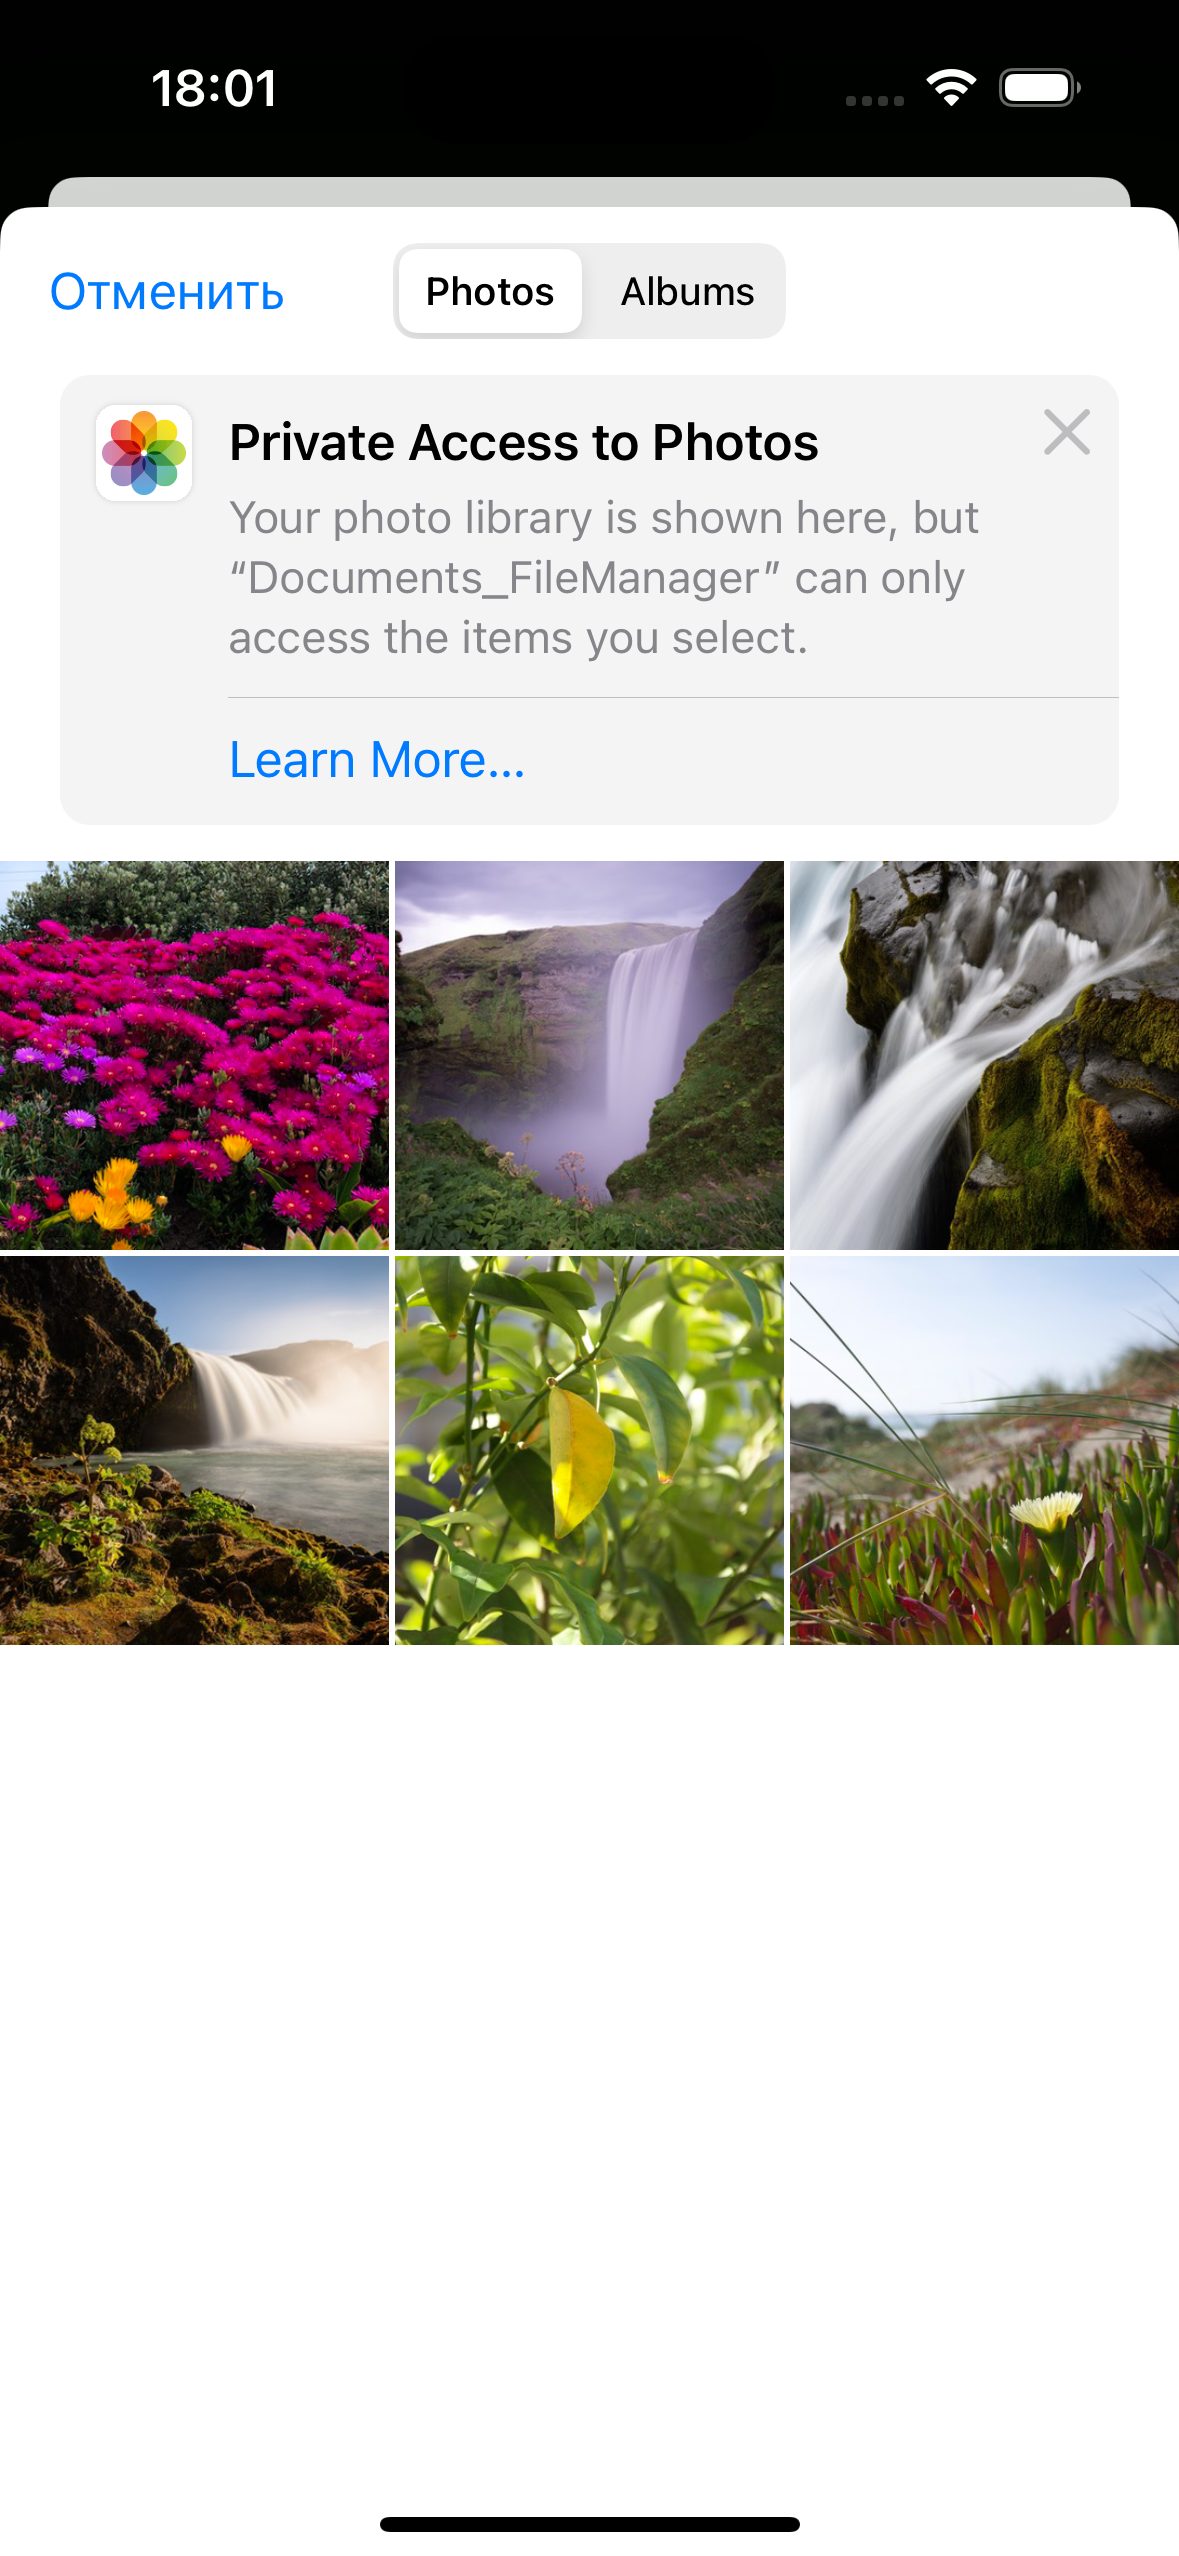 18:01
Отменить
Photos
Albums
Private Access to Photos
Your photo library is shown here, but
“Documents_FileManager” can only
access the items you select.
Learn More...